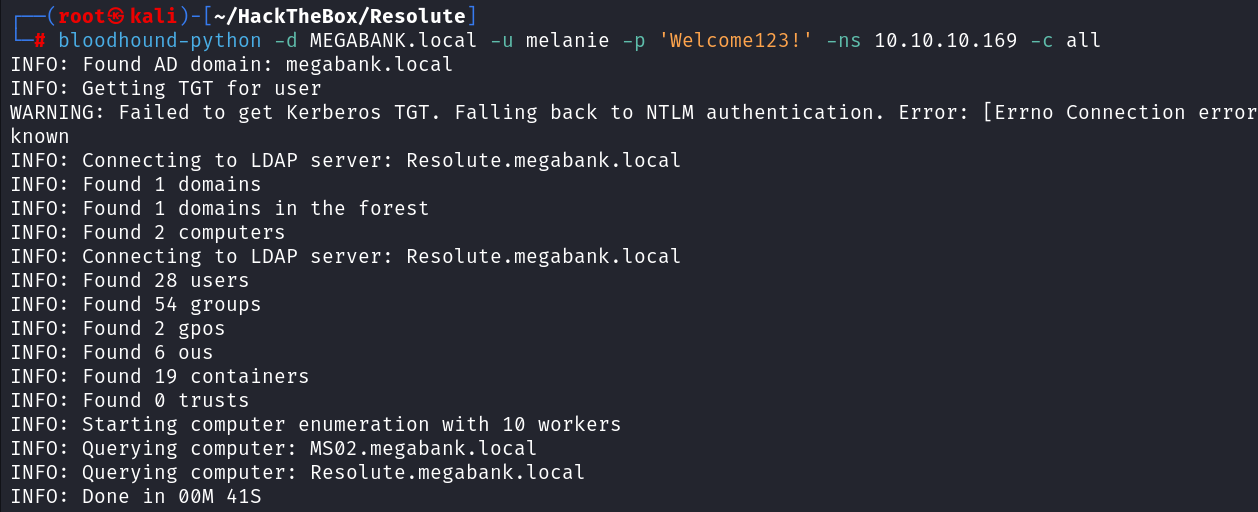 ┌──(root㉿kali)-[~/HackTheBox/Resolute]
└─# bloodhound-python -d MEGABANK.local -u melanie -p 'Welcome123!' -ns 10.10.10.169 -c all
INFO: Found AD domain: megabank.local
INFO: Getting TGT for user
WARNING: Failed to get Kerberos TGT. Falling back to NTLM authentication. Error: [Errno Connection error
known
INFO: Connecting to LDAP server: Resolute.megabank.local
INFO: Found 1 domains
INFO: Found 1 domains in the forest
INFO: Found 2 computers
INFO: Connecting to LDAP server: Resolute.megabank.local
INFO: Found 28 users
INFO: Found 54 groups
INFO: Found 2 gpos
INFO: Found 6 ous
INFO: Found 19 containers
INFO: Found 0 trusts
INFO: Starting computer enumeration with 10 workers
INFO: Querying computer: MS02.megabank.local
INFO: Querying computer: Resolute.megabank.local
INFO: Done in 00M 41S